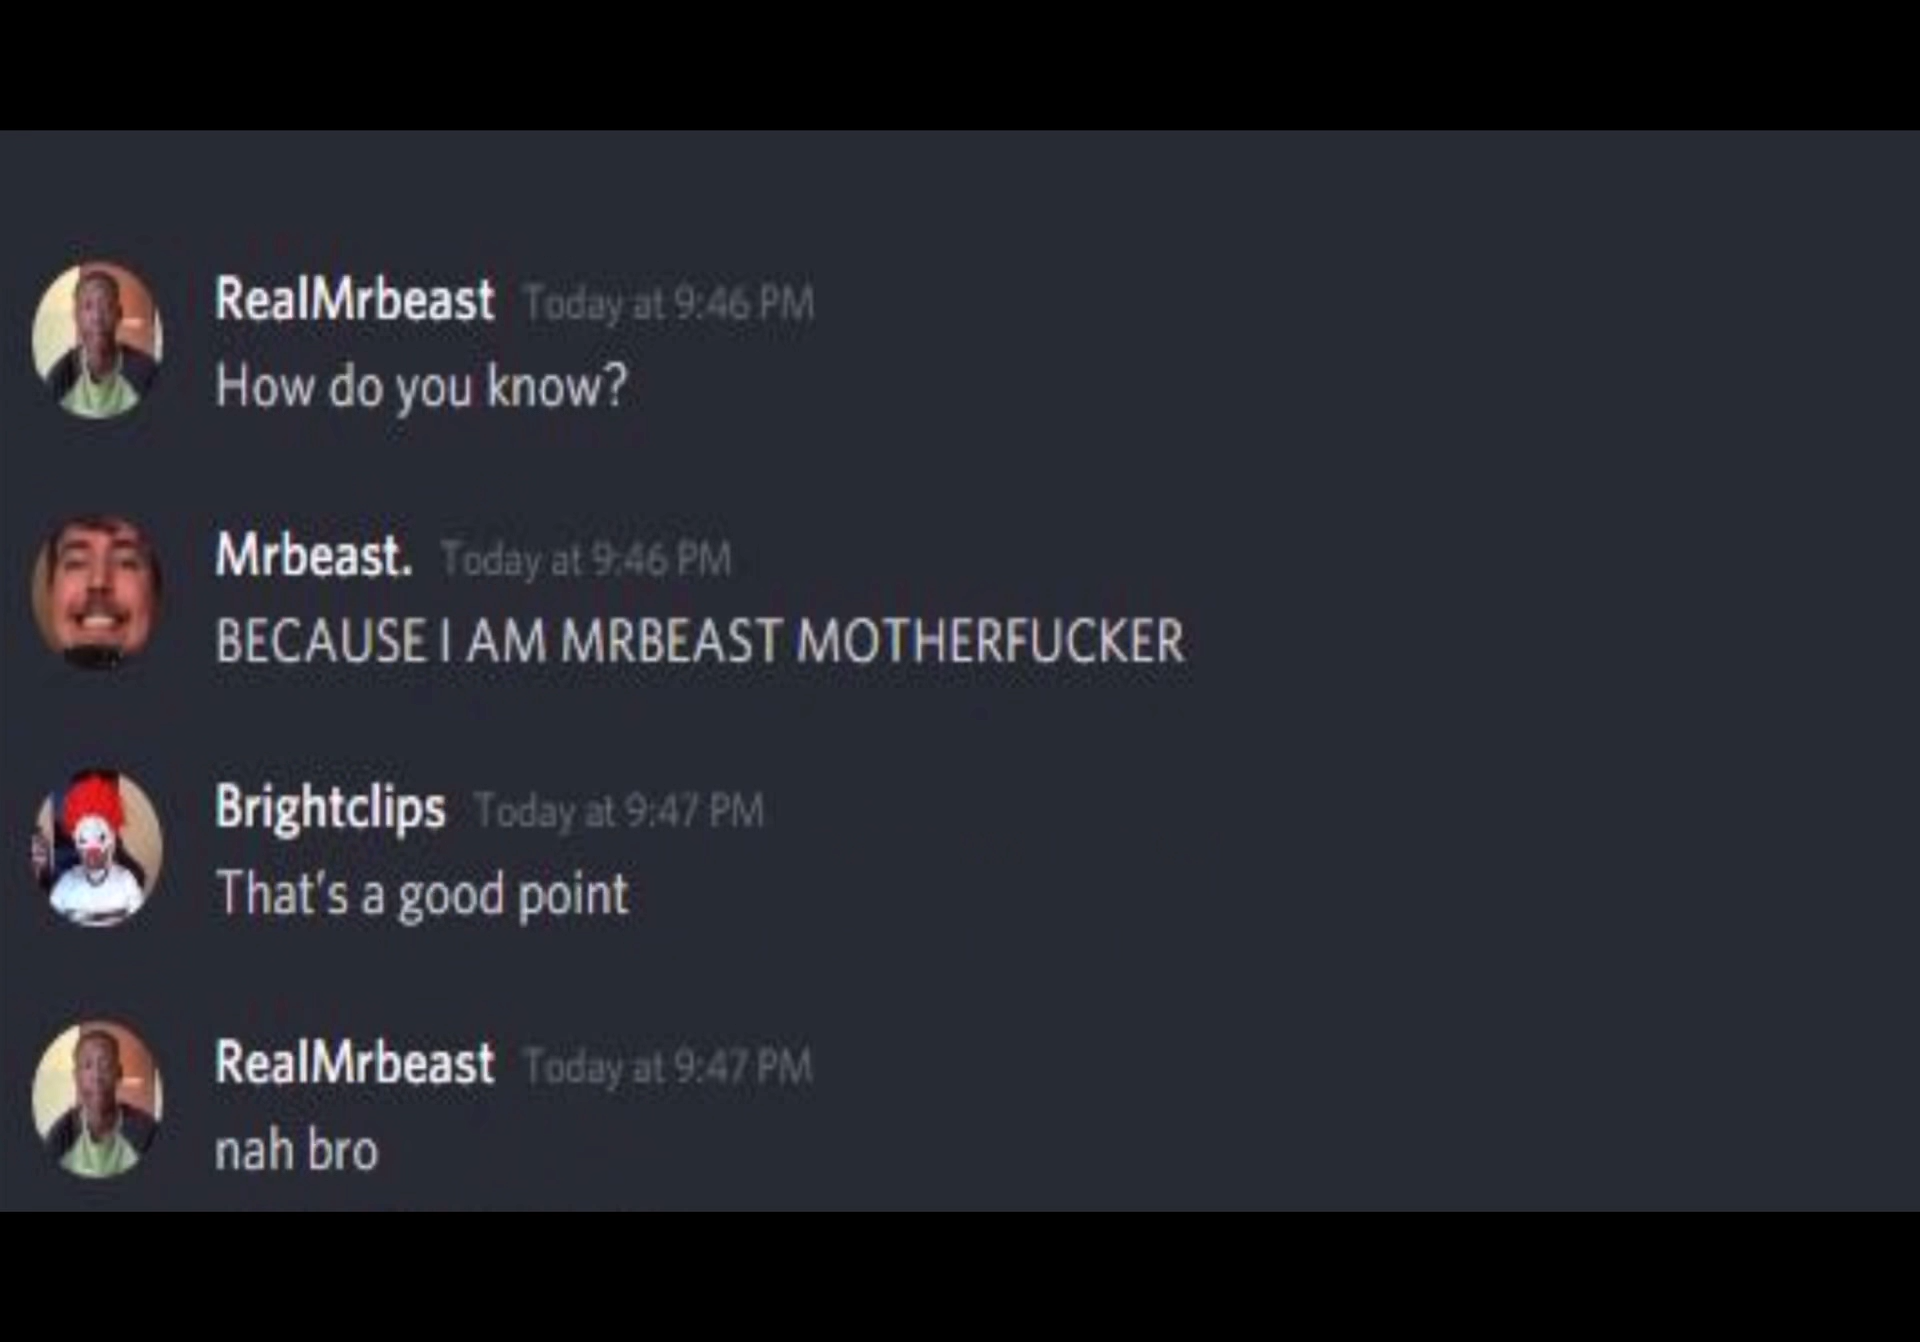 RealMrbeast Today at 9:46 PM
How do you know?
Mrbeast. Today at 9:46 PM
BECAUSE I AM MRBEAST MOTHERFUCKER
Brightclips Today at 9:47 PM
That's a good point
RealMrbeast Today at 9:47 PM
nah bro